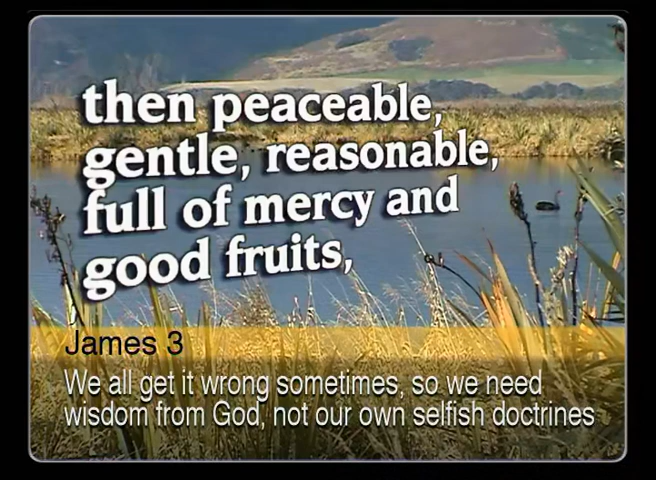 then peaceable,
gentle, reasonable,
full of mercy and
good fruits,
James 3
We all get it wrong sometimes, so we need
wisdom from God, not our own selfish doctrines